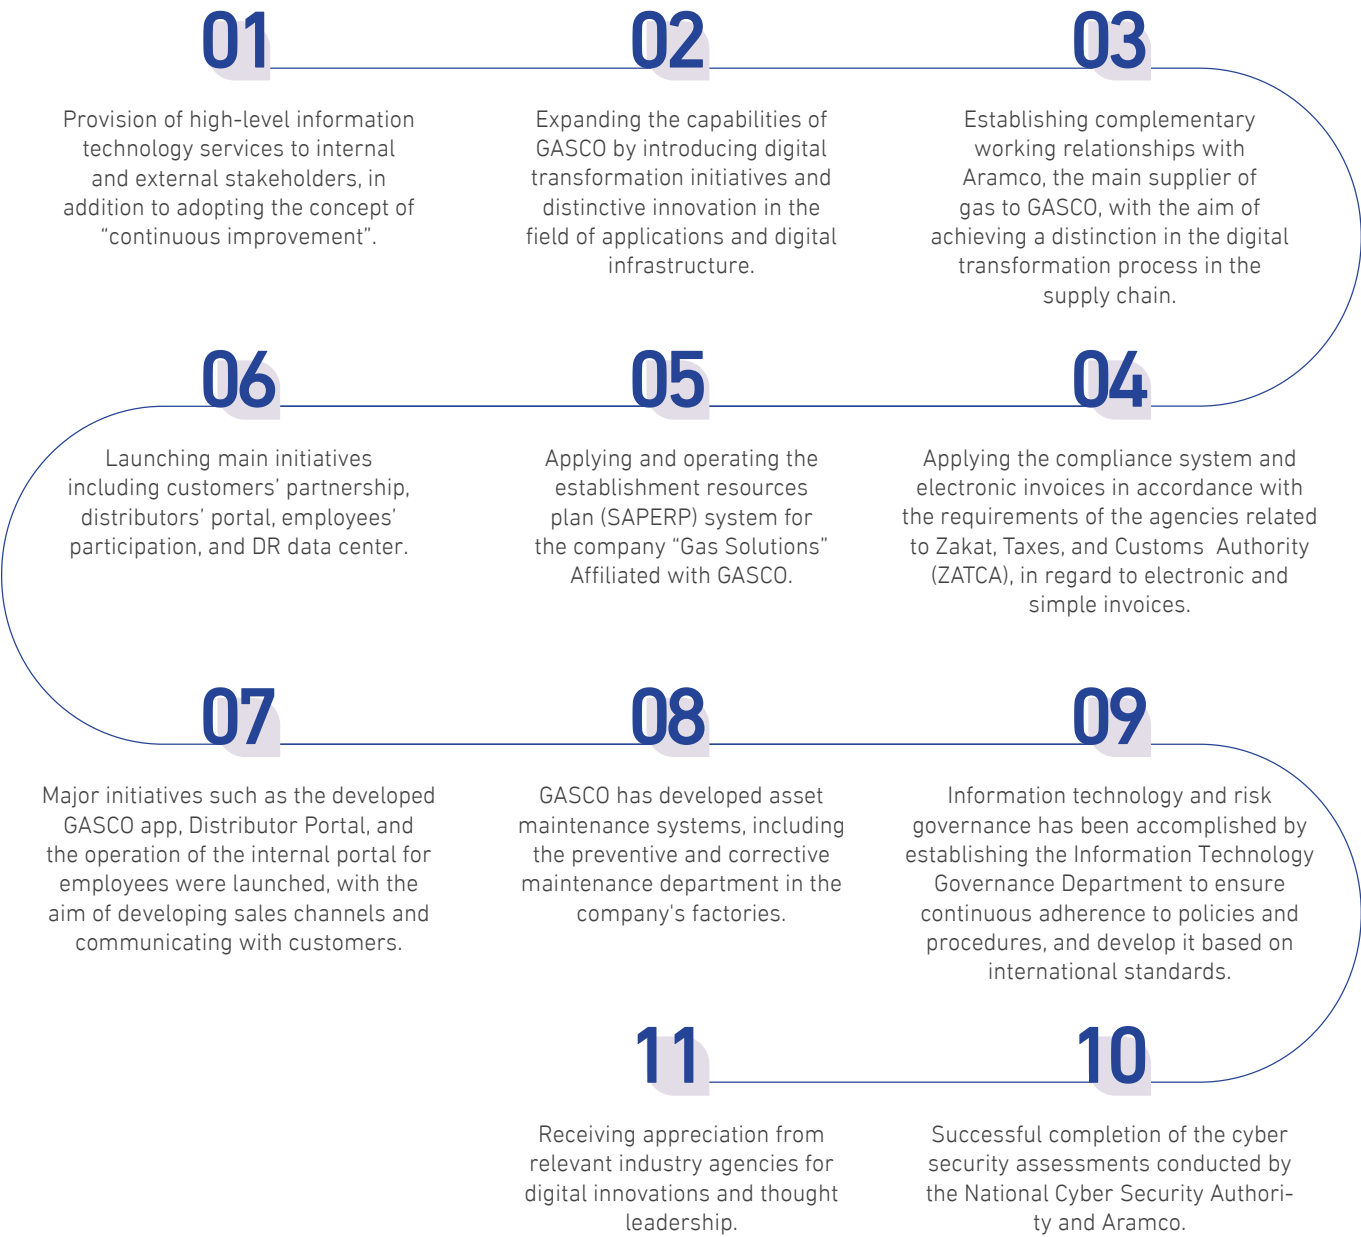 01
Provision of high-level information
technology services to internal
and external stakeholders, in
addition to adopting the concept of
“continuous improvement”.
02
Expanding the capabilities of
GASCO by introducing digital
transformation initiatives and
distinctive innovation in the
field of applications and digital
infrastructure.
03
Establishing complementary
working relationships with
Aramco, the main supplier of
gas to GASCO, with the aim of
achieving a distinction in the digital
transformation process in the
supply chain.
04
Applying the compliance system and
electronic invoices in accordance with
the requirements of the agencies related
to Zakat, Taxes, and Customs  Authority
(ZATCA), in regard to electronic and
simple invoices.
05
Applying and operating the
establishment resources
plan (SAPERP) system for
the company “Gas Solutions”
Affiliated with GASCO.
06
Launching main initiatives
including customers’ partnership,
distributors’ portal, employees’
participation, and DR data center.
07
Major initiatives such as the developed
GASCO app, Distributor Portal, and
the operation of the internal portal for
employees were launched, with the
aim of developing sales channels and
communicating with customers.
08
GASCO has developed asset
maintenance systems, including
the preventive and corrective
maintenance department in the
company's factories.
09
Information technology and risk
governance has been accomplished by
establishing the Information Technology
Governance Department to ensure
continuous adherence to policies and
procedures, and develop it based on
international standards.
10
Successful completion of the cyber
security assessments conducted by
the National Cyber Security Authori-
ty and Aramco.
11
Receiving appreciation from
relevant industry agencies for
digital innovations and thought
leadership.